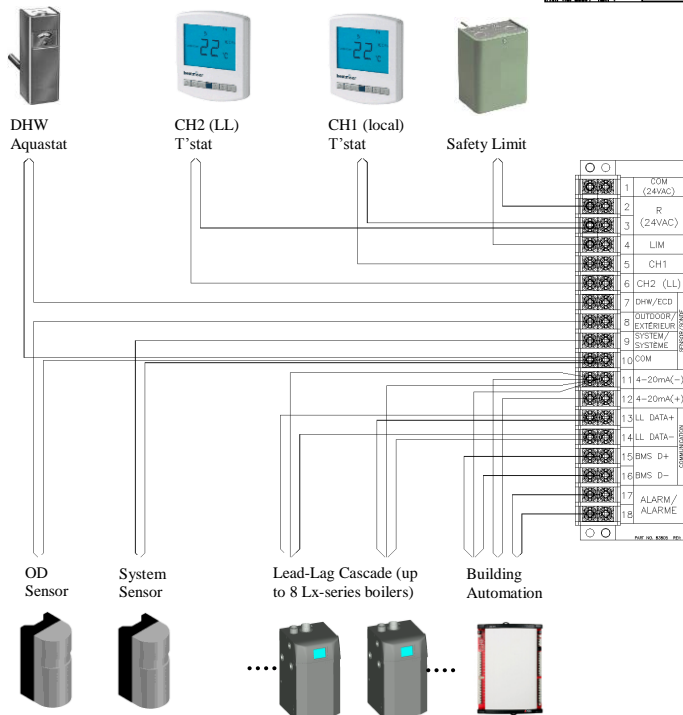 22
22
DHW
Aquastat
CH2 (LL)
T'stat
CH1 (local)
T'stat
Safety Limit
1 COM
(24VAC)
2 R
3 (24VAC)
4 LIM
5 CH1
6 CH2 (LL)
7 DHW/ECD
8 OUTDOOR/
EXTÉRIEUR
9 SYSTEM/
SYSTÈME
SENSOR/SONDE
10 COM
11 4-20mA(-)
12 4-20mA(+)
13 LL DATA+
14 LL DATA-
15 BMS D+
16 BMS D-
COMMUNICATION
17 ALARM/
18 ALARME
OD
Sensor
System
Sensor
Lead-Lag Cascade (up
to 8 Lx-series boilers)
Building
Automation